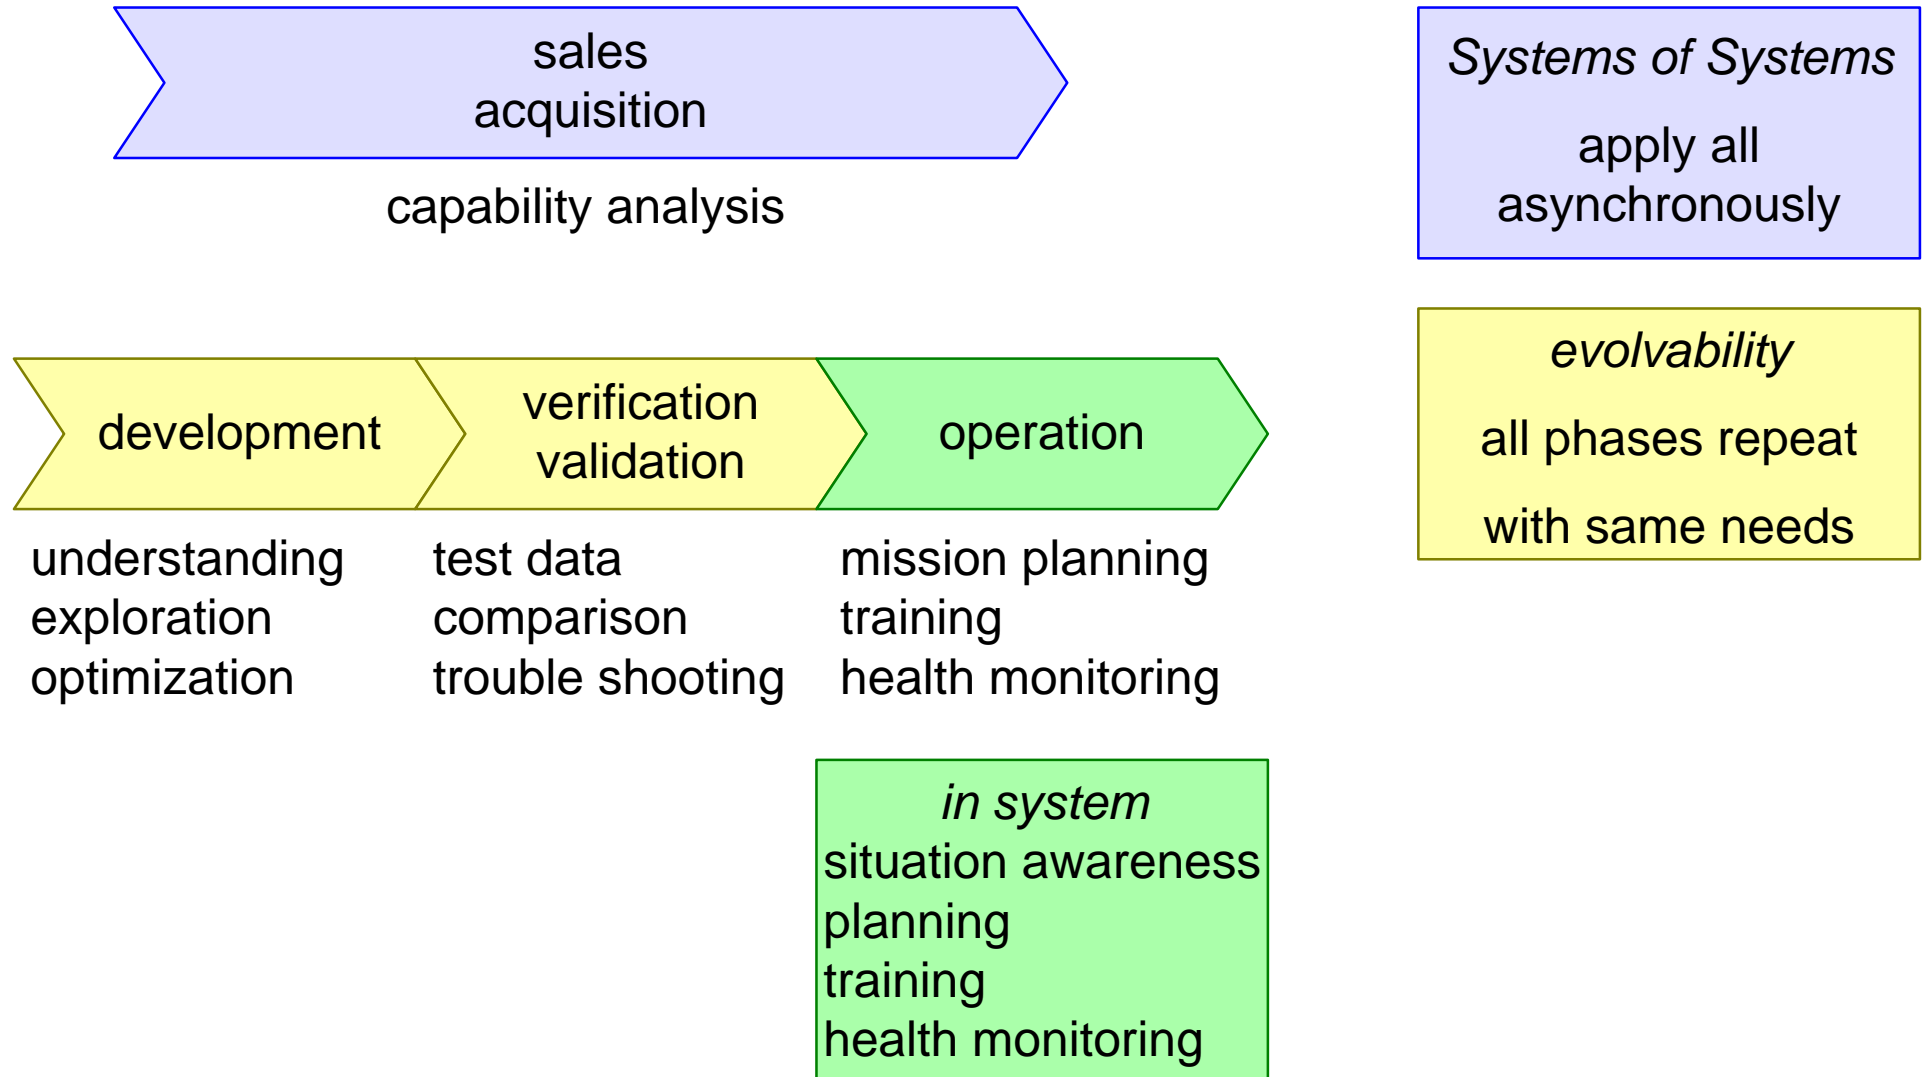 sales
acquisition
capability analysis
Systems of Systems
apply all
asynchronously
evolvability
all phases repeat
with same needs
development
verification
validation
operation
understanding
exploration
optimization
test data
comparison
trouble shooting
mission planning
training
health monitoring
in system
situation awareness
planning
training
health monitoring